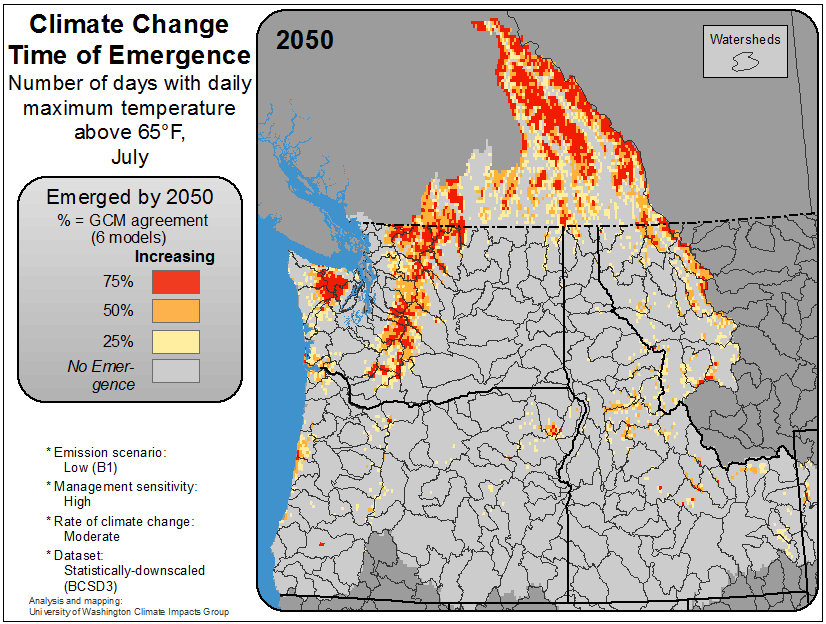 Climate Change
Time of Emergence
Number of days with daily
maximum temperature
above 65°F,
July
Emerged by 2050
% = GCM agreement
(6 models)
Increasing
75%
50%
25%
No Emer-
gence
* Emission scenario:
Low (B1)
* Management sensitivity:
High
* Rate of climate change:
Moderate
* Dataset:
Statistically-downscaled
(BCSD3)
Analysis and mapping:
University of Washington Climate Impacts Group
2050
Watersheds